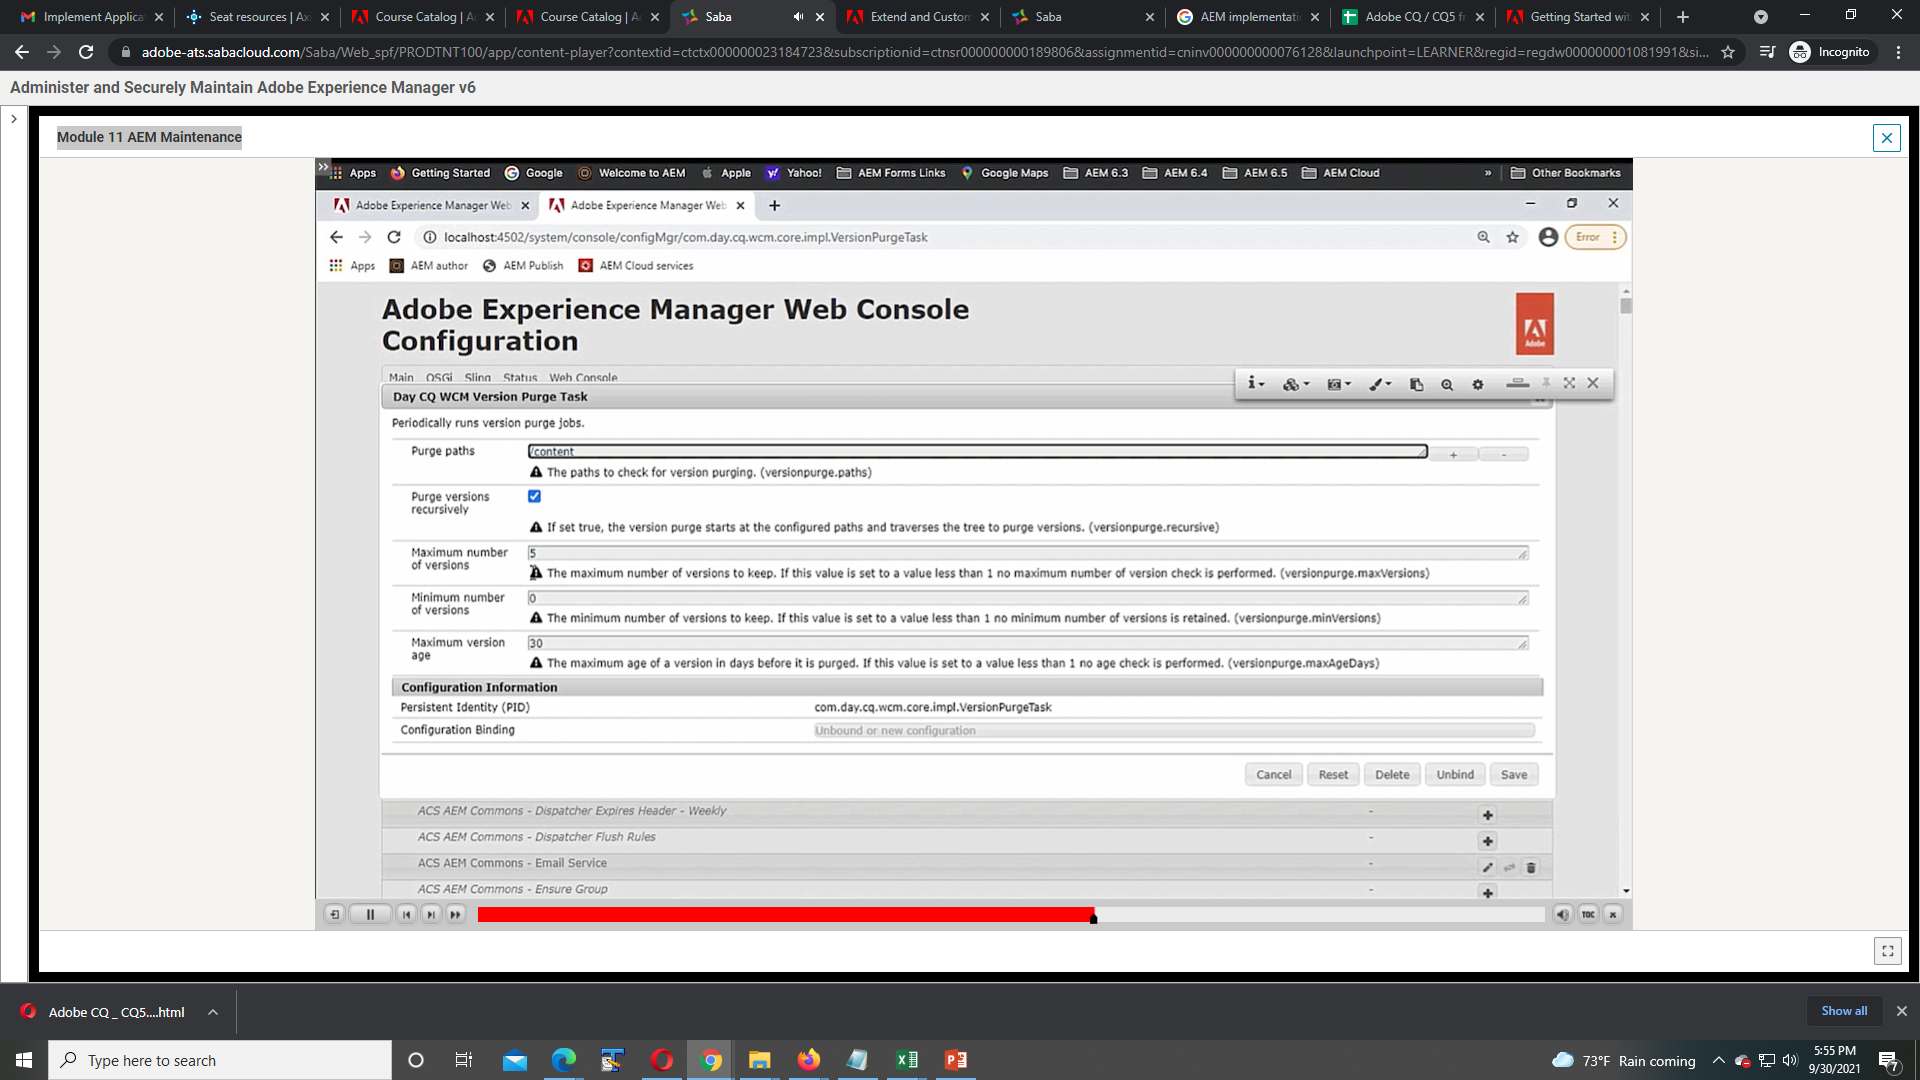 Implement Applica
Seat resources | Ax
Course Catalog | A
Course Catalog | A
Saba
Extend and Custom
Saba
AEM implementati
Adobe CQ / CQ5 fr
Getting Started wit
adobe-ats.sabacloud.com/Saba/Web_spf/PRODTNT100/app/content-player?contextid=ctctx000000023184723&subscriptionid=ctnsr0000000000189806&assignmentid=cninv000000000076128&launchpoint=LEARNER&regid=regdw000000001081991&si...
Incognito
Administer and Securely Maintain Adobe Experience Manager v6
Module 11 AEM Maintenance
Apps Getting Started Google Welcome to AEM Apple Yahoo! AEM Forms Links Google Maps AEM 6.3 AEM 6.4 AEM 6.5 AEM Cloud » Other Bookmarks
Adobe Experience Manager Web
Adobe Experience Manager Web
localhost:4502/system/console/configMgr/com.day.cq.wcm.core.impl.VersionPurgeTask
Error
Apps AEM author AEM Publish AEM Cloud services
Adobe Experience Manager Web Console
Configuration
Adobe
Main OSGi Sling Status Web Console
Day CQ WCM Version Purge Task
Periodically runs version purge jobs.
Purge paths
/content
+ -
The paths to check for version purging. (versionpurge.paths)
Purge versions
recursively
If set true, the version purge starts at the configured paths and traverses the tree to purge versions. (versionpurge.recursive)
Maximum number
of versions
5
The maximum number of versions to keep. If this value is set to a value less than 1 no maximum number of version check is performed. (versionpurge.maxVersions)
Minimum number
of versions
0
The minimum number of versions to keep. If this value is set to a value less than 1 no minimum number of versions is retained. (versionpurge.minVersions)
Maximum version
age
30
The maximum age of a version in days before it is purged. If this value is set to a value less than 1 no age check is performed. (versionpurge.maxAgeDays)
Configuration Information
Persistent Identity (PID) com.day.cq.wcm.core.impl.VersionPurgeTask
Configuration Binding Unbound or new configuration
Cancel Reset Delete Unbind Save
ACS AEM Commons - Dispatcher Expires Header - Weekly -
ACS AEM Commons - Dispatcher Flush Rules -
ACS AEM Commons - Email Service -
ACS AEM Commons - Ensure Group -
TOC
Adobe CQ _ CQ5....html
Show all
Type here to search
73°F Rain coming
5:55 PM
9/30/2021
7